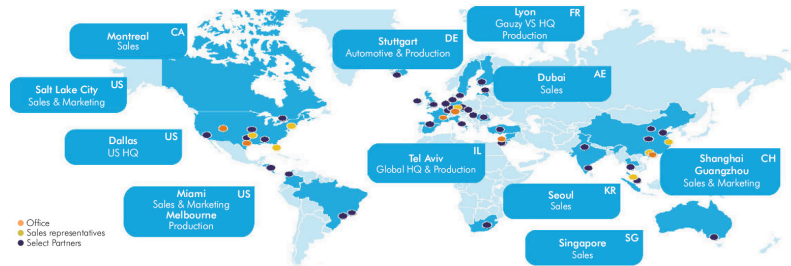 Lyon FR
Gauzy VS HQ
Production
Montreal CA
Sales
Stuttgart DE
Automotive & Production
Salt Lake City US
Sales & Marketing
Dubai AE
Sales
Dallas US
US HQ
Tel Aviv IL
Global HQ & Production
Shanghai CH
Guangzhou
Sales & Marketing
Miami US
Sales & Marketing
Melbourne
Production
Seoul KR
Sales
Singapore SG
Sales
Office
Sales representatives
Select Partners